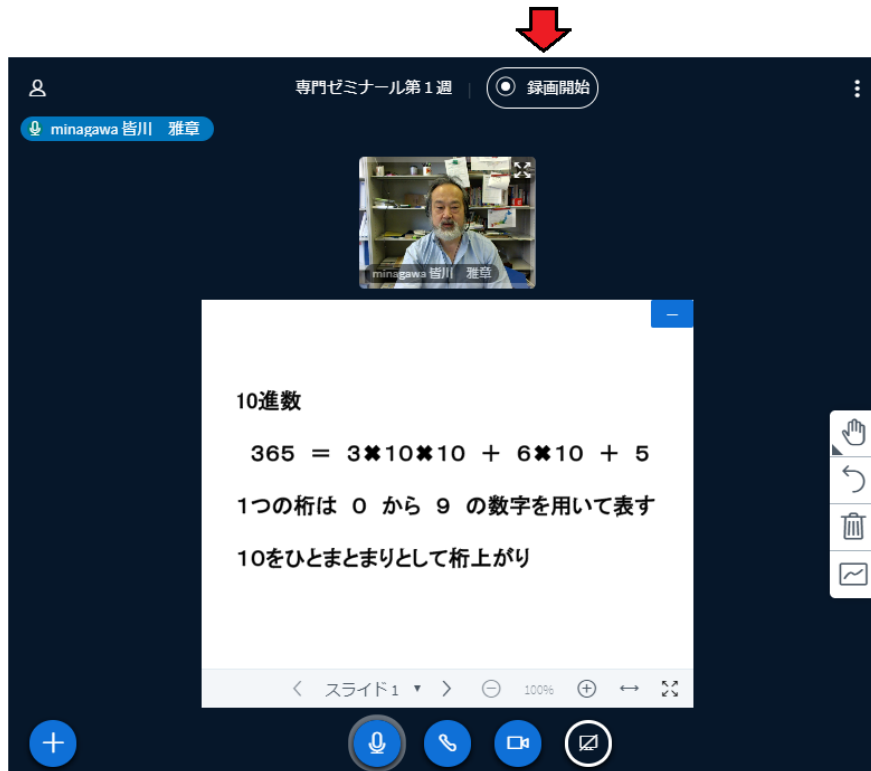 専門ゼミナール第1週
録画開始
minagawa 皆川 雅章
minagawa 皆川 雅章
10進数
365 = 3✖10✖10 + 6✖10 + 5
1つの桁は 0 から 9 の数字を用いて表す
10をひとまとまりとして桁上がり
スライド1
100%